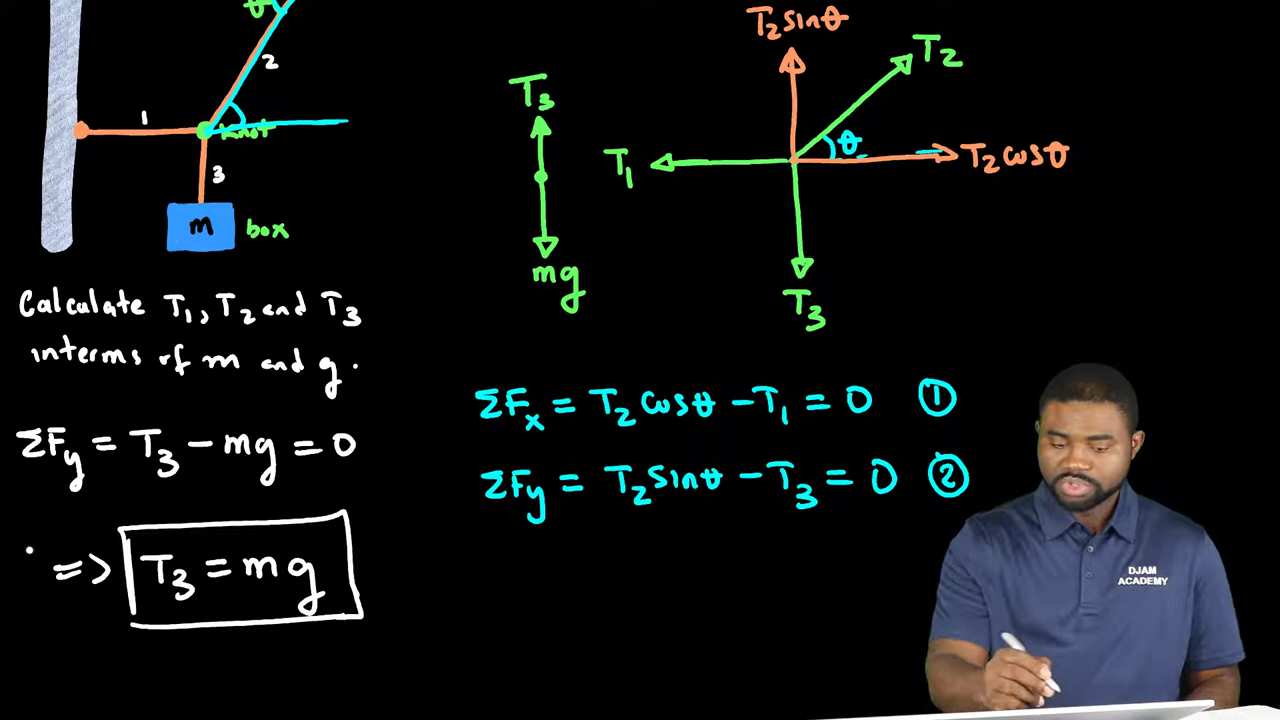 θ
2
1
Knot
3
m
box
T₃
mg
T₂sinθ
T₂
θ
T₁
T₂cosθ
T₃
Calculate T₁, T₂ and T₃
interms of m and g.
ΣFy = T₃ - mg = 0
=> T₃ = mg
ΣFx = T₂cosθ - T₁ = 0 ①
ΣFy = T₂sinθ - T₃ = 0 ②
DJAM
ACADEMY